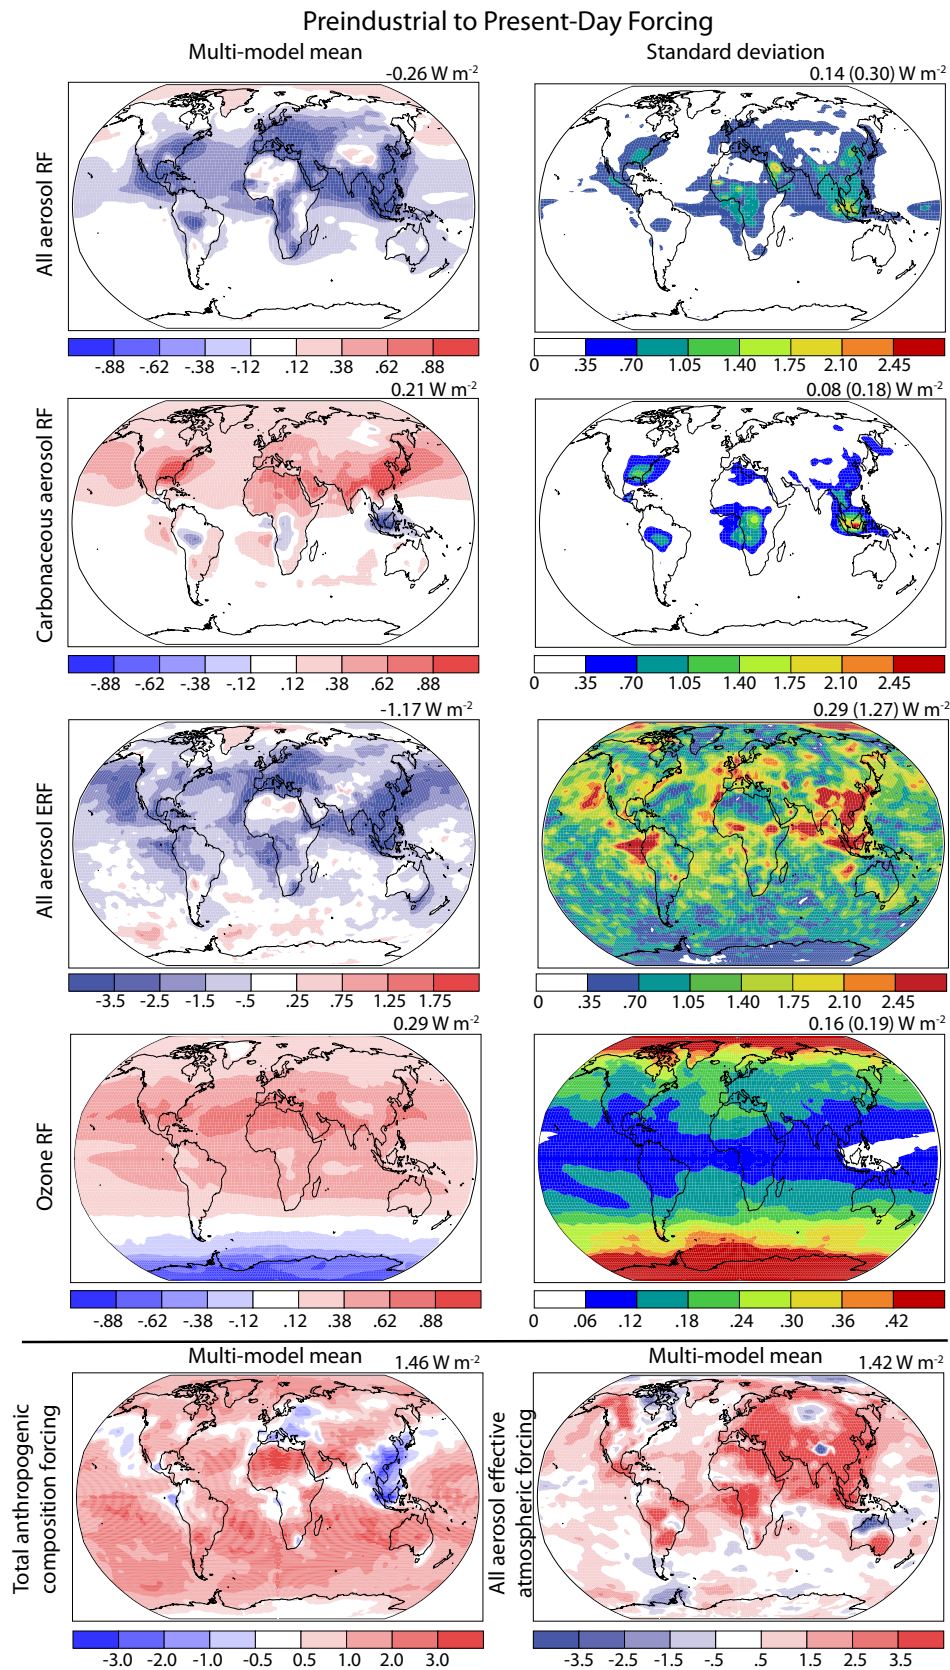 Preindustrial to Present-Day Forcing
Multi-model mean
Standard deviation
-0.26 W m-2
0.14 (0.30) W m-2
All aerosol RF
-.88 -.62 -.38 -.12 .12 .38 .62 .88
0 .35 .70 1.05 1.40 1.75 2.10 2.45
0.21 W m-2
0.08 (0.18) W m-2
Carbonaceous aerosol RF
-.88 -.62 -.38 -.12 .12 .38 .62 .88
0 .35 .70 1.05 1.40 1.75 2.10 2.45
-1.17 W m-2
0.29 (1.27) W m-2
All aerosol ERF
-3.5 -2.5 -1.5 -.5 .25 .75 1.25 1.75
0 .35 .70 1.05 1.40 1.75 2.10 2.45
0.29 W m-2
0.16 (0.19) W m-2
Ozone RF
-.88 -.62 -.38 -.12 .12 .38 .62 .88
0 .06 .12 .18 .24 .30 .36 .42
Multi-model mean
1.46 W m-2
Multi-model mean
1.42 W m-2
Total anthropogenic
composition forcing
All aerosol effective
atmospheric forcing
-3.0 -2.0 -1.0 -0.5 0.5 1.0 2.0 3.0
-3.5 -2.5 -1.5 -.5 .5 1.5 2.5 3.5